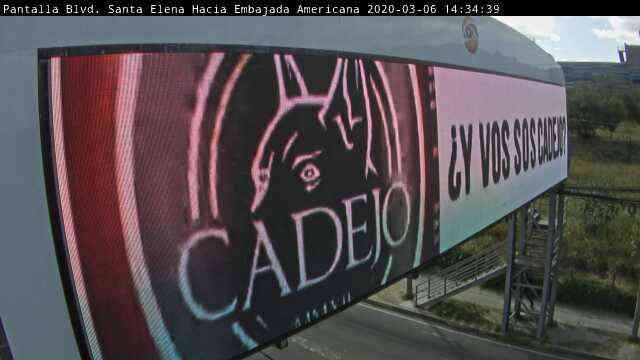 Pantalla Blvd. Santa Elena Hacia Embajada Americana 2020-03-06 14:34:39
CADEJO
¿Y VOS SOS CADEJO?